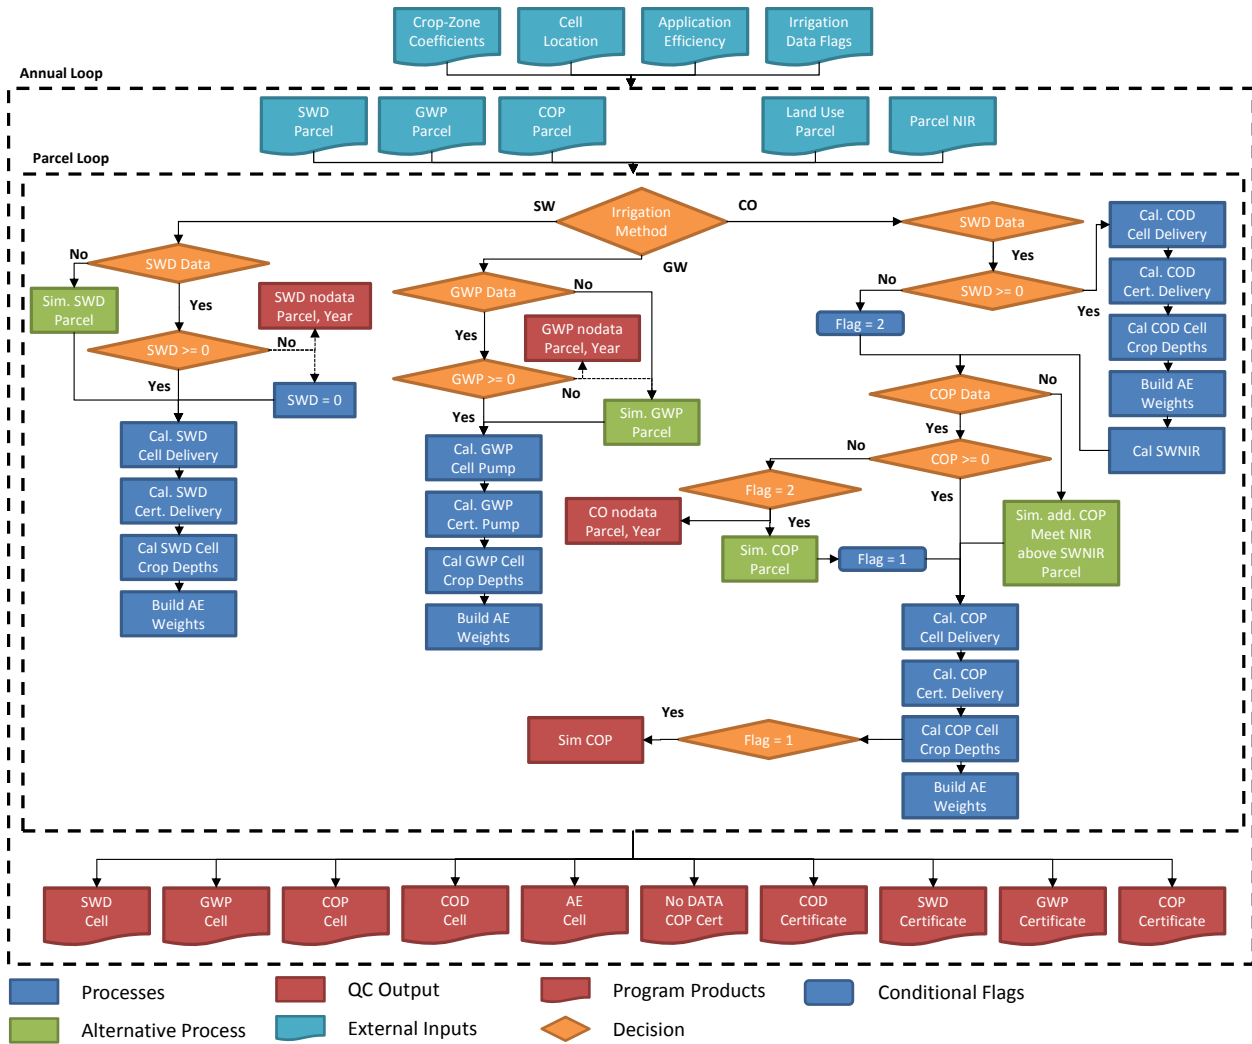 Crop-Zone
Coefficients
Cell
Location
Application
Efficiency
Irrigation
Data Flags
Annual Loop
SWD
Parcel
GWP
Parcel
COP
Parcel
Land Use
Parcel
Parcel NIR
Parcel Loop
SW
Irrigation
Method
CO
GW
SWD Data
No
Yes
Sim. SWD
Parcel
SWD nodata
Parcel, Year
SWD >= 0
No
Yes
SWD = 0
Cal. SWD
Cell Delivery
Cal. SWD
Cert. Delivery
Cal SWD Cell
Crop Depths
Build AE
Weights
GWP Data
No
Yes
GWP nodata
Parcel, Year
GWP >= 0
No
Yes
Sim. GWP
Parcel
Cal. GWP
Cell Pump
Cal. GWP
Cert. Pump
Cal GWP Cell
Crop Depths
Build AE
Weights
SWD Data
Yes
SWD >= 0
No
Yes
Flag = 2
Cal. COD
Cell Delivery
Cal. COD
Cert. Delivery
Cal COD Cell
Crop Depths
Build AE
Weights
Cal SWNIR
COP Data
No
Yes
COP >= 0
No
Yes
Flag = 2
Yes
CO nodata
Parcel, Year
Sim. COP
Parcel
Flag = 1
Sim. add. COP
Meet NIR
above SWNIR
Parcel
Cal. COP
Cell Delivery
Cal. COP
Cert. Delivery
Cal COP Cell
Crop Depths
Build AE
Weights
Flag = 1
Yes
Sim COP
SWD
Cell
GWP
Cell
COP
Cell
COD
Cell
AE
Cell
No DATA
COP Cert
COD
Certificate
SWD
Certificate
GWP
Certificate
COP
Certificate
Processes
QC Output
Program Products
Conditional Flags
Alternative Process
External Inputs
Decision